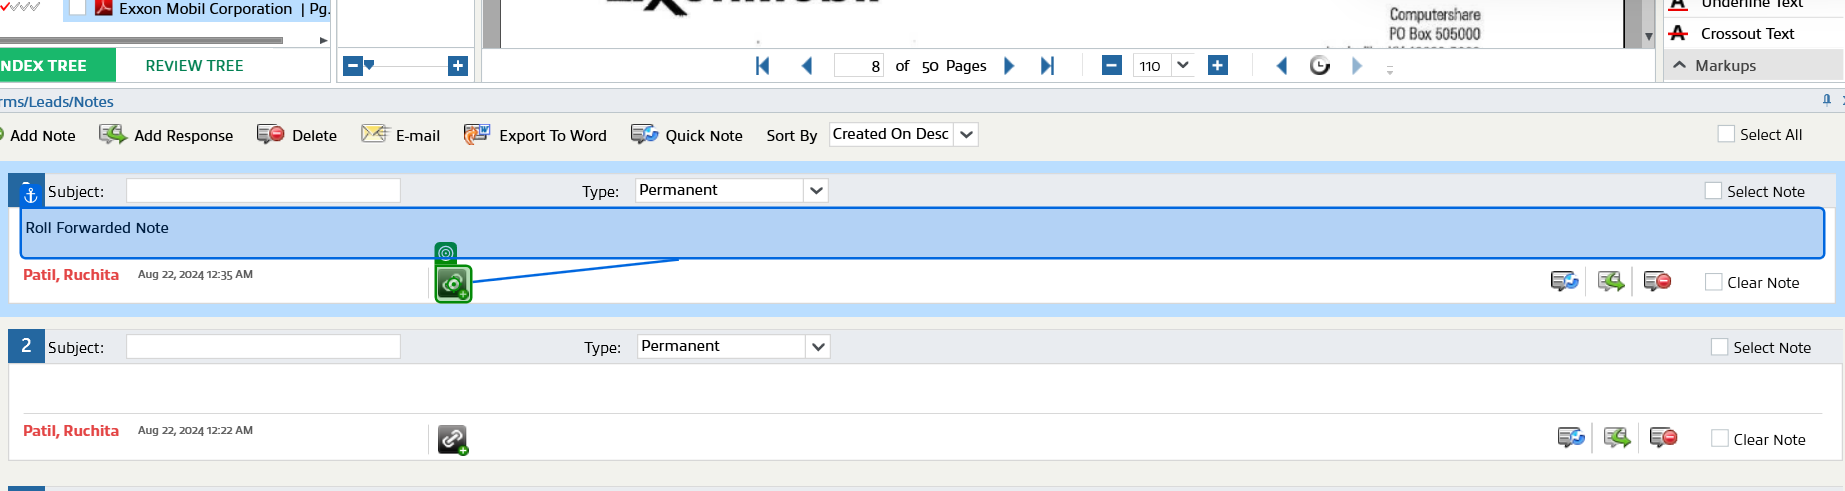 Exxon Mobil Corporation | Pg.
Computershare
PO Box 505000
Underline Text
Crossout Text
Markups
NDEX TREE
REVIEW TREE
8 of 50 Pages
110
rms/Leads/Notes
Add Note
Add Response
Delete
E-mail
Export To Word
Quick Note
Sort By Created On Desc
Select All
Subject:
Type: Permanent
Select Note
Roll Forwarded Note
Patil, Ruchita Aug 22, 2024 12:35 AM
Clear Note
2 Subject:
Type: Permanent
Select Note
Patil, Ruchita Aug 22, 2024 12:22 AM
Clear Note